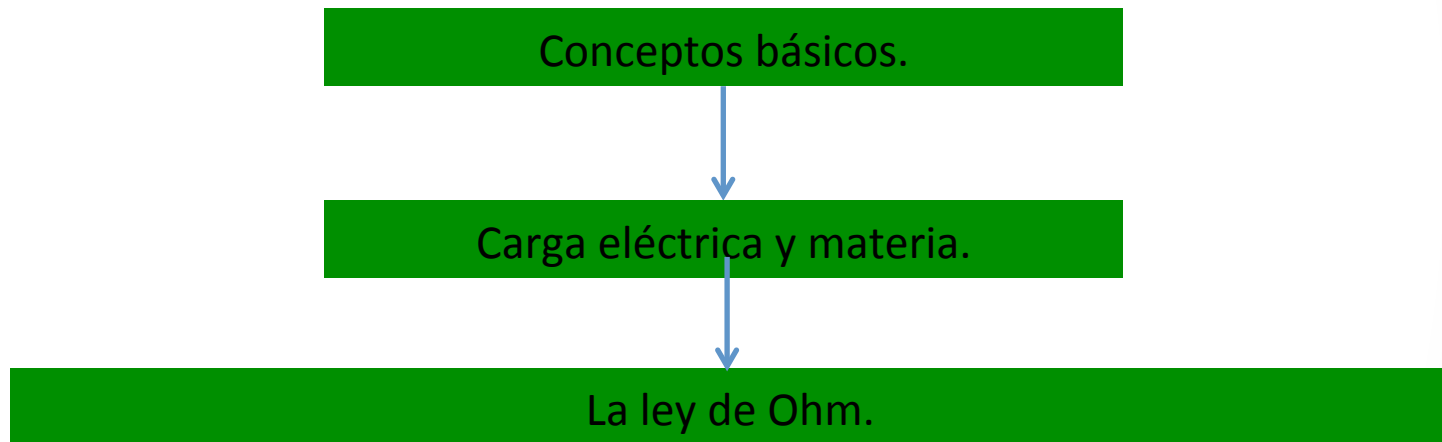 Conceptos básicos.
Carga eléctrica y materia.
La ley de Ohm.